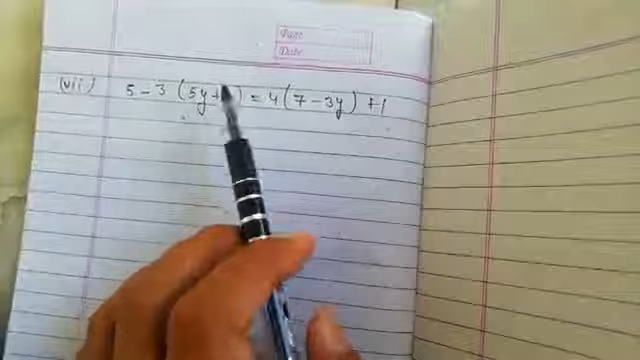 Page
Date
(vii) 5 - 3 (5y+ ) = 4 (7 - 3y) + 1